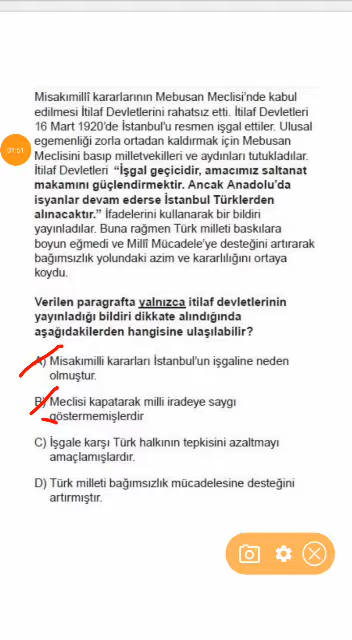 Misakımillî kararlarının Mebusan Meclisi'nde kabul
edilmesi İtilaf Devletlerini rahatsız etti. İtilaf Devletleri
16 Mart 1920'de İstanbul'u resmen işgal ettiler. Ulusal
egemenliği zorla ortadan kaldırmak için Mebusan
Meclisini basıp milletvekilleri ve aydınları tutukladılar.
İtilaf Devletleri “İşgal geçicidir, amacımız saltanat
makamını güçlendirmektir. Ancak Anadolu'da
isyanlar devam ederse İstanbul Türklerden
alınacaktır.” İfadelerini kullanarak bir bildiri
yayınladılar. Buna rağmen Türk milleti baskılara
boyun eğmedi ve Millî Mücadele'ye desteğini artırarak
bağımsızlık yolundaki azim ve kararlılığını ortaya
koydu.
Verilen paragrafta yalnızca itilaf devletlerinin
yayınladığı bildiri dikkate alındığında
aşağıdakilerden hangisine ulaşılabilir?
A) Misakımilli kararları İstanbul'un işgaline neden
olmuştur.
B) Meclisi kapatarak milli iradeye saygı
göstermemişlerdir
C) İşgale karşı Türk halkının tepkisini azaltmayı
amaçlamışlardır.
D) Türk milleti bağımsızlık mücadelesine desteğini
artırmıştır.